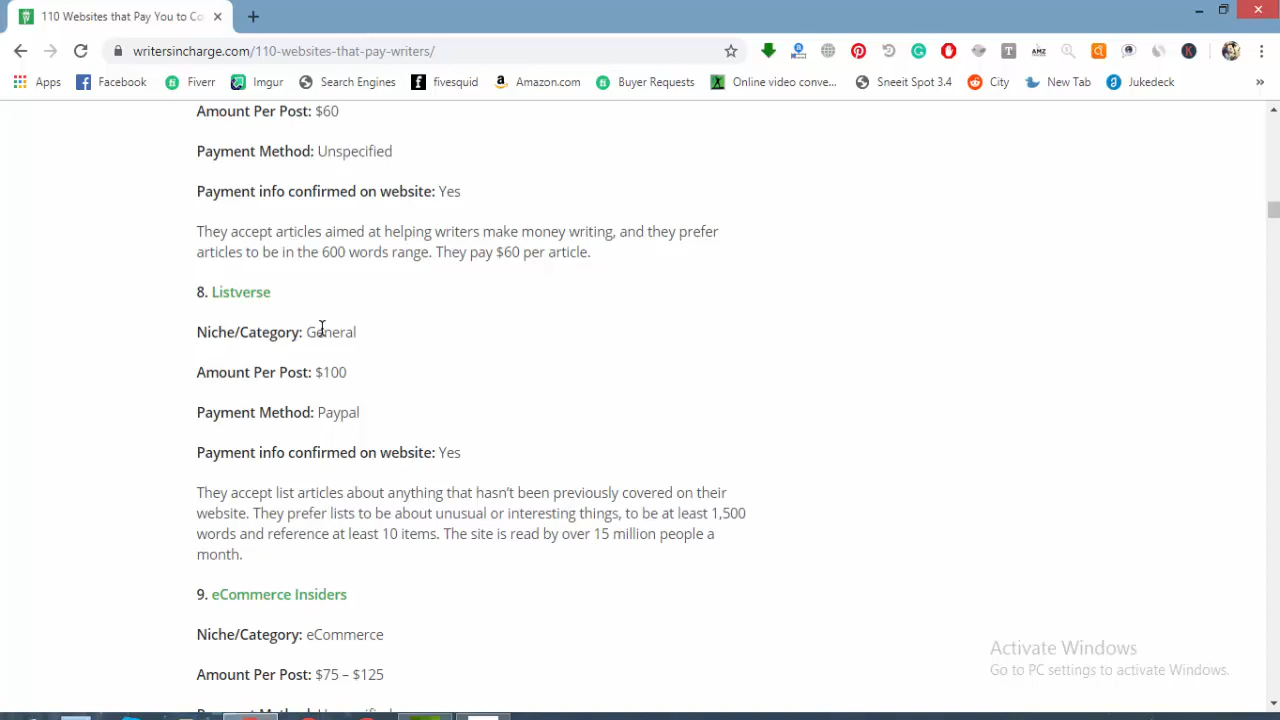 110 Websites that Pay You to Co
writersincharge.com/110-websites-that-pay-writers/
Apps Facebook Fiverr Imgur Search Engines fivesquid Amazon.com Buyer Requests Online video conve... Sneeit Spot 3.4 City New Tab Jukedeck
Amount Per Post: $60
Payment Method: Unspecified
Payment info confirmed on website: Yes
They accept articles aimed at helping writers make money writing, and they prefer
articles to be in the 600 words range. They pay $60 per article.
8. Listverse
Niche/Category: General
Amount Per Post: $100
Payment Method: Paypal
Payment info confirmed on website: Yes
They accept list articles about anything that hasn't been previously covered on their
website. They prefer lists to be about unusual or interesting things, to be at least 1,500
words and reference at least 10 items. The site is read by over 15 million people a
month.
9. eCommerce Insiders
Niche/Category: eCommerce
Amount Per Post: $75 – $125
Activate Windows
Go to PC settings to activate Windows.